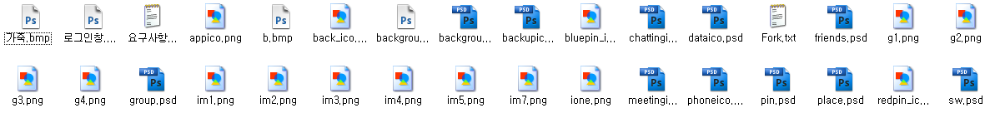 가죽.bmp 로그인창,... 요구사항... appico.png b.bmp back_ico,... backgrou... backgrou... backupic... bluepin_i... chattingi... dataico.psd Fork.txt friends.psd g1.png g2.png
g3.png g4.png group.psd im1.png im2.png im3.png im4.png im5.png im7.png ione.png meetingi... phoneico,... pin.psd place.psd redpin_ic... sw.psd